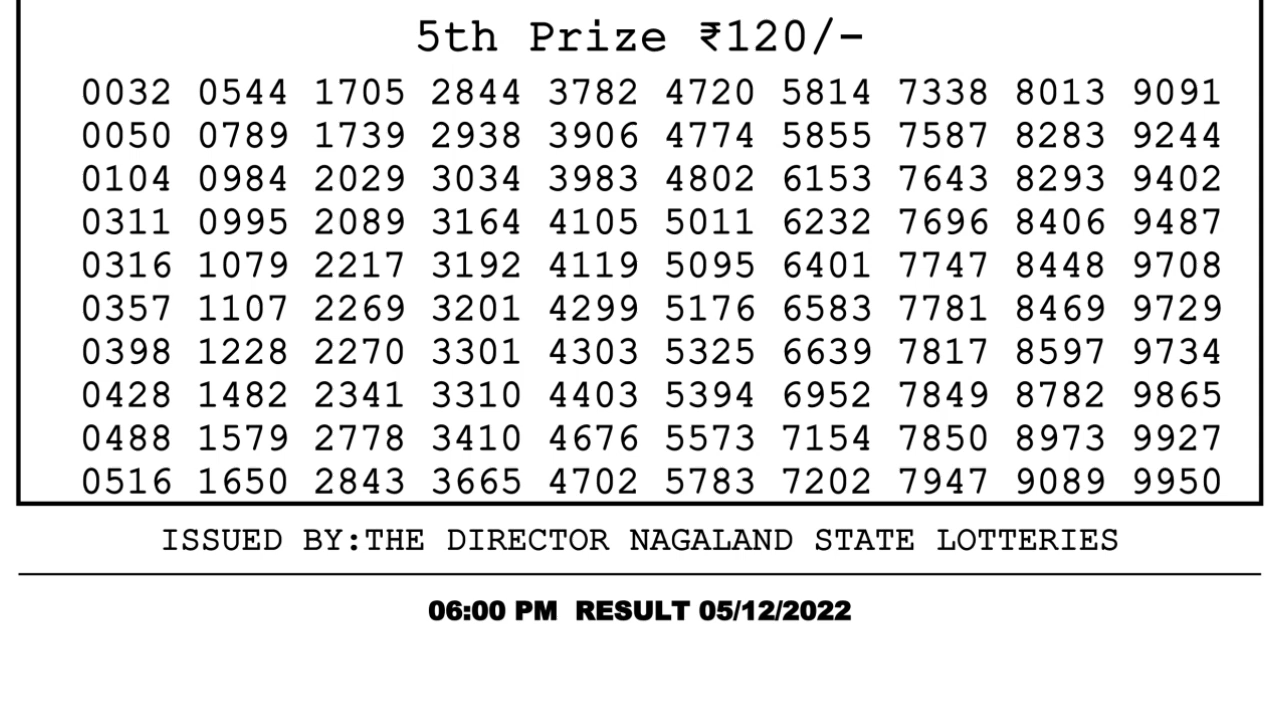 5th Prize ₹120/-
0032 0544 1705 2844 3782 4720 5814 7338 8013 9091
0050 0789 1739 2938 3906 4774 5855 7587 8283 9244
0104 0984 2029 3034 3983 4802 6153 7643 8293 9402
0311 0995 2089 3164 4105 5011 6232 7696 8406 9487
0316 1079 2217 3192 4119 5095 6401 7747 8448 9708
0357 1107 2269 3201 4299 5176 6583 7781 8469 9729
0398 1228 2270 3301 4303 5325 6639 7817 8597 9734
0428 1482 2341 3310 4403 5394 6952 7849 8782 9865
0488 1579 2778 3410 4676 5573 7154 7850 8973 9927
0516 1650 2843 3665 4702 5783 7202 7947 9089 9950
ISSUED BY:THE DIRECTOR NAGALAND STATE LOTTERIES
06:00 PM RESULT 05/12/2022